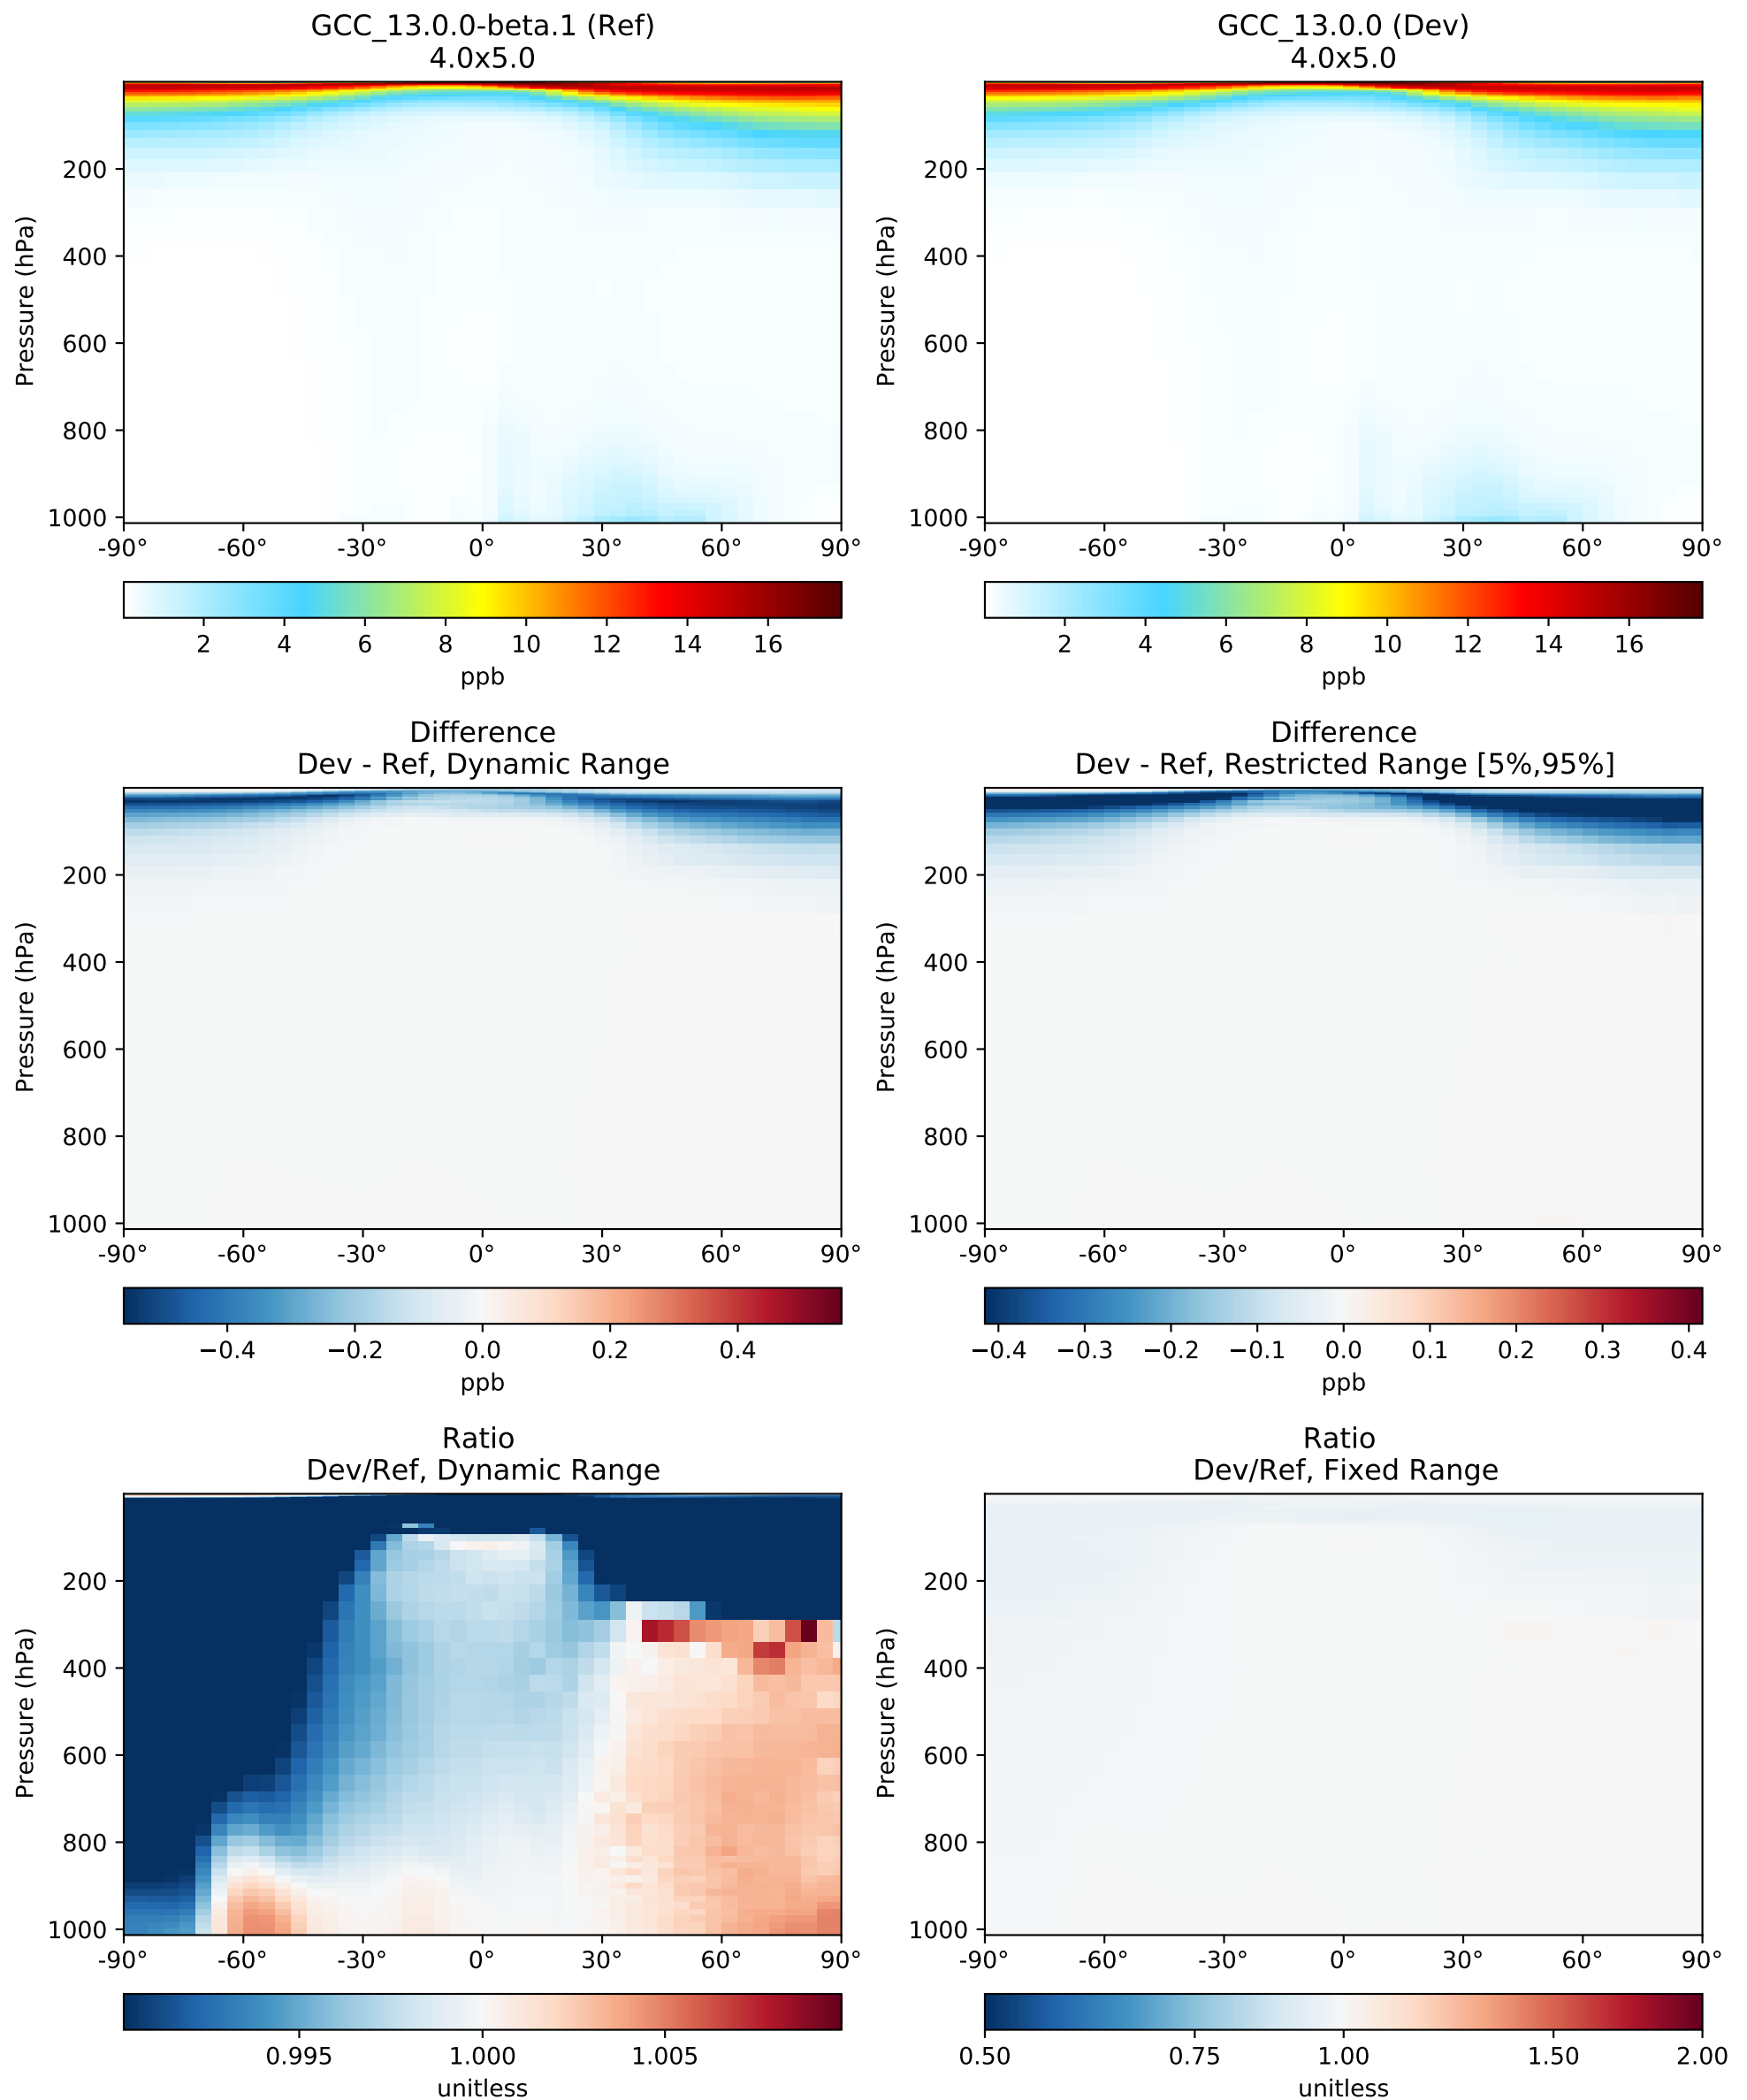 GCC_13.0.0-beta.1 (Ref)
4.0x5.0
Pressure (hPa)
200
400
600
800
1000
-90° -60° -30° 0° 30° 60° 90°
2 4 6 8 10 12 14 16
ppb
GCC_13.0.0 (Dev)
4.0x5.0
Pressure (hPa)
200
400
600
800
1000
-90° -60° -30° 0° 30° 60° 90°
2 4 6 8 10 12 14 16
ppb
Difference
Dev - Ref, Dynamic Range
Pressure (hPa)
200
400
600
800
1000
-90° -60° -30° 0° 30° 60° 90°
−0.4 −0.2 0.0 0.2 0.4
ppb
Difference
Dev - Ref, Restricted Range [5%,95%]
Pressure (hPa)
200
400
600
800
1000
-90° -60° -30° 0° 30° 60° 90°
−0.4 −0.3 −0.2 −0.1 0.0 0.1 0.2 0.3 0.4
ppb
Ratio
Dev/Ref, Dynamic Range
Pressure (hPa)
200
400
600
800
1000
-90° -60° -30° 0° 30° 60° 90°
0.995 1.000 1.005
unitless
Ratio
Dev/Ref, Fixed Range
Pressure (hPa)
200
400
600
800
1000
-90° -60° -30° 0° 30° 60° 90°
0.50 0.75 1.00 1.50 2.00
unitless